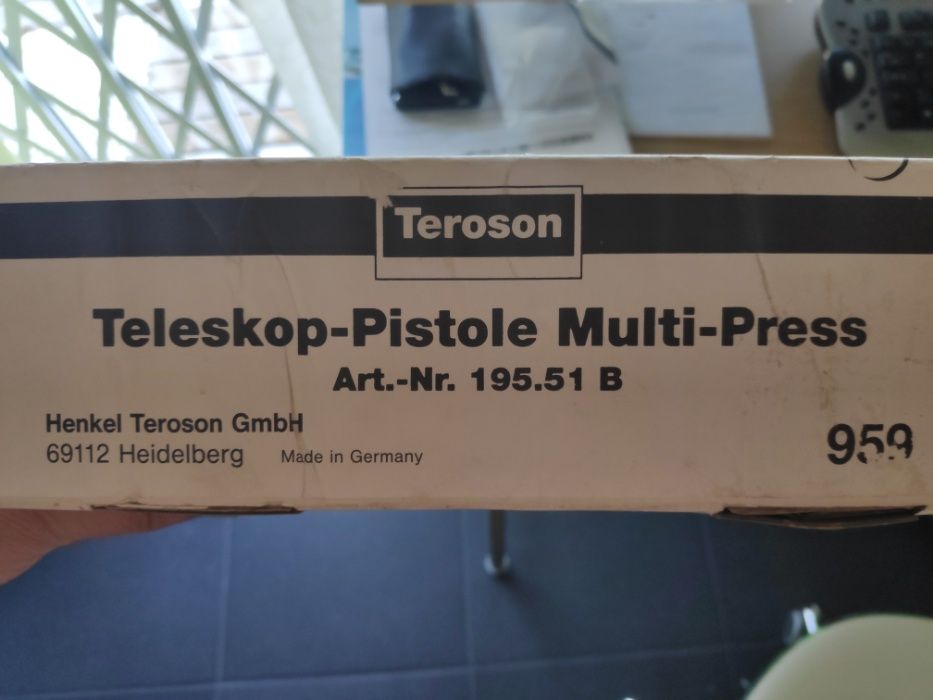 Teroson
Teleskop-Pistole Multi-Press
Art.-Nr. 195.51 B
Henkel Teroson GmbH
69112 Heidelberg Made in Germany
959